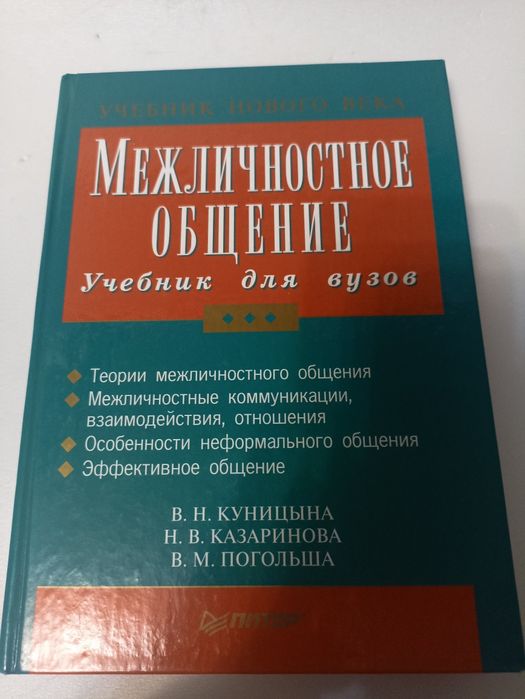 УЧЕБНИК НОВОГО ВЕКА
МЕЖЛИЧНОСТНОЕ
ОБЩЕНИЕ
Учебник для вузов
Теории межличностного общения
Межличностные коммуникации,
взаимодействия, отношения
Особенности неформального общения
Эффективное общение
В. Н. КУНИЦЫНА
Н. В. КАЗАРИНОВА
В. М. ПОГОЛЬША
ПИТЕР